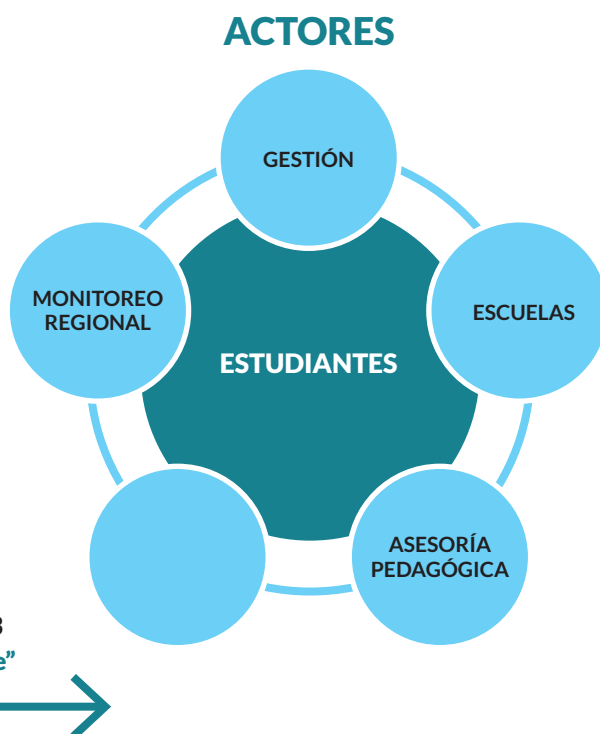 ACTORES
GESTIÓN
MONITOREO
REGIONAL
ESCUELAS
ESTUDIANTES
ASESORÍA
PEDAGÓGICA
e”